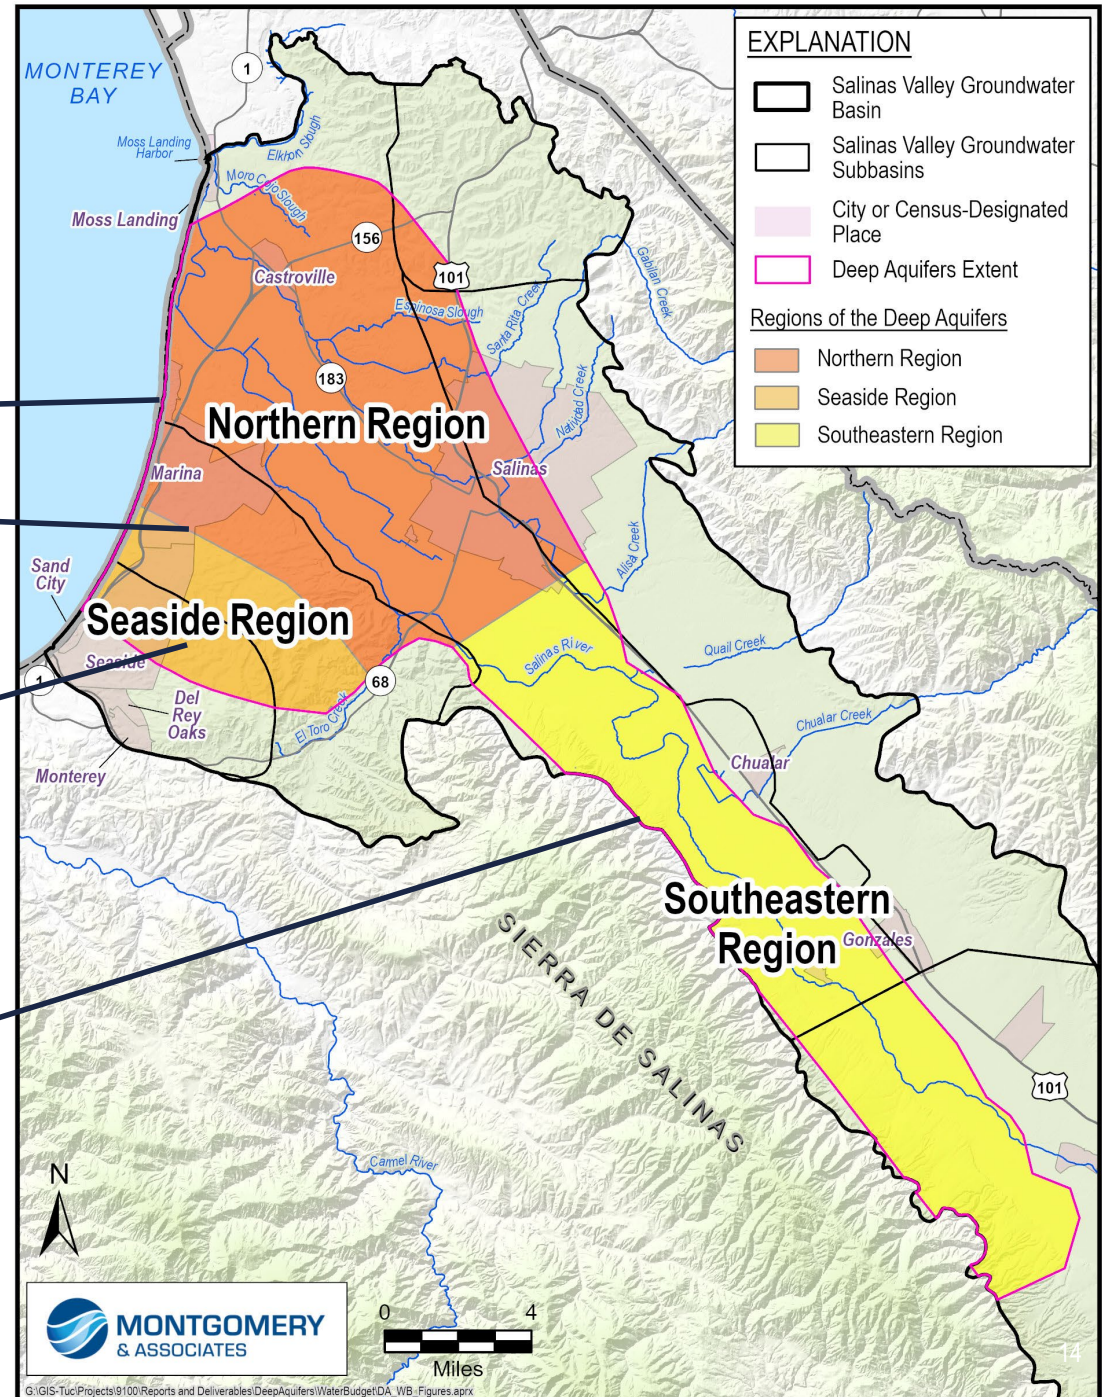 EXPLANATION
Salinas Valley Groundwater
Basin
Salinas Valley Groundwater
Subbasins
City or Census-Designated
Place
Deep Aquifers Extent
Regions of the Deep Aquifers
Northern Region
Seaside Region
Southeastern Region
MONTEREY
BAY
1
Moss Landing
Harbor
Elkhorn Slough
Moro Cojo Slough
Moss Landing
156
Castroville
101
Gabilan Creek
Espinosa Slough
Santa Rita Creek
183
Natividad Creek
Northern Region
Marina
Salinas
Alisa Creek
Sand
City
Seaside Region
Seaside
1
68
Salinas River
Quail Creek
Del
Rey
Oaks
El Toro Creek
Chualar Creek
Monterey
Chualar
Southeastern
Region
Gonzales
SIERRA DE SALINAS
101
Carmel River
N
0 4
Miles
MONTGOMERY
& ASSOCIATES
14
G:\GIS-Tuc\Projects\9100\Reports and Deliverables\DeepAquifers\WaterBudget\DA_WB_Figures.aprx